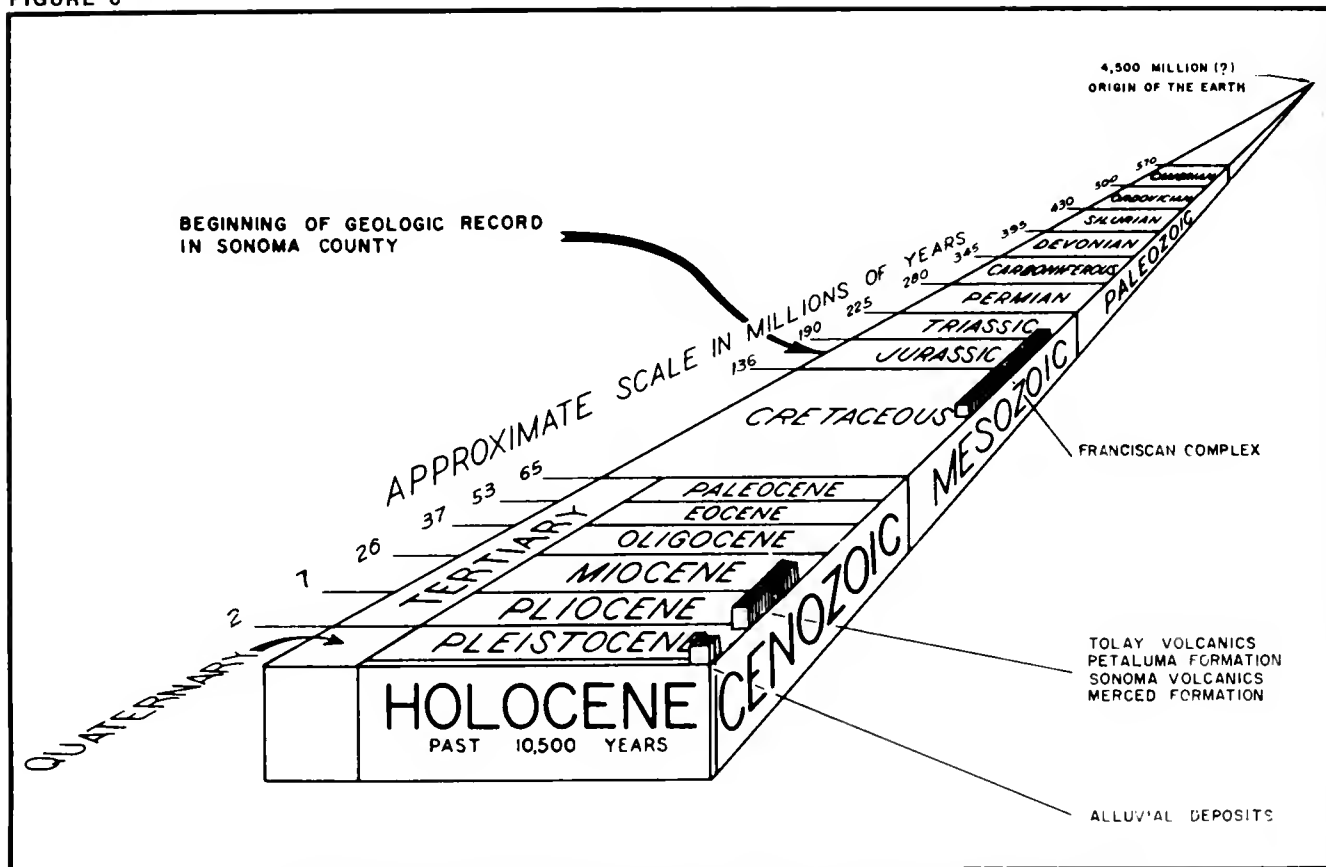 FIGURE
4,500 MILLION (?)
ORIGIN OF THE EARTH
BEGINNING OF GEOLOGIC RECORD
IN SONOMA COUNTY
APPROXIMATE SCALE IN MILLIONS OF YEARS
570
500
430
395
345
280
225
190
136
65
53
37
26
7
2
CAMBRIAN
ORDOVICIAN
SILURIAN
DEVONIAN
CARBONIFEROUS
PERMIAN
TRIASSIC
JURASSIC
CRETACEOUS
PALEOCENE
EOCENE
OLIGOCENE
MIOCENE
PLIOCENE
PLEISTOCENE
HOLOCENE
PAST 10,500 YEARS
TERTIARY
QUATERNARY
PALEOZOIC
MESOZOIC
CENOZOIC
FRANCISCAN COMPLEX
TOLAY VOLCANICS
PETALUMA FORMATION
SONOMA VOLCANICS
MERCED FORMATION
ALLUVIAL DEPOSITS